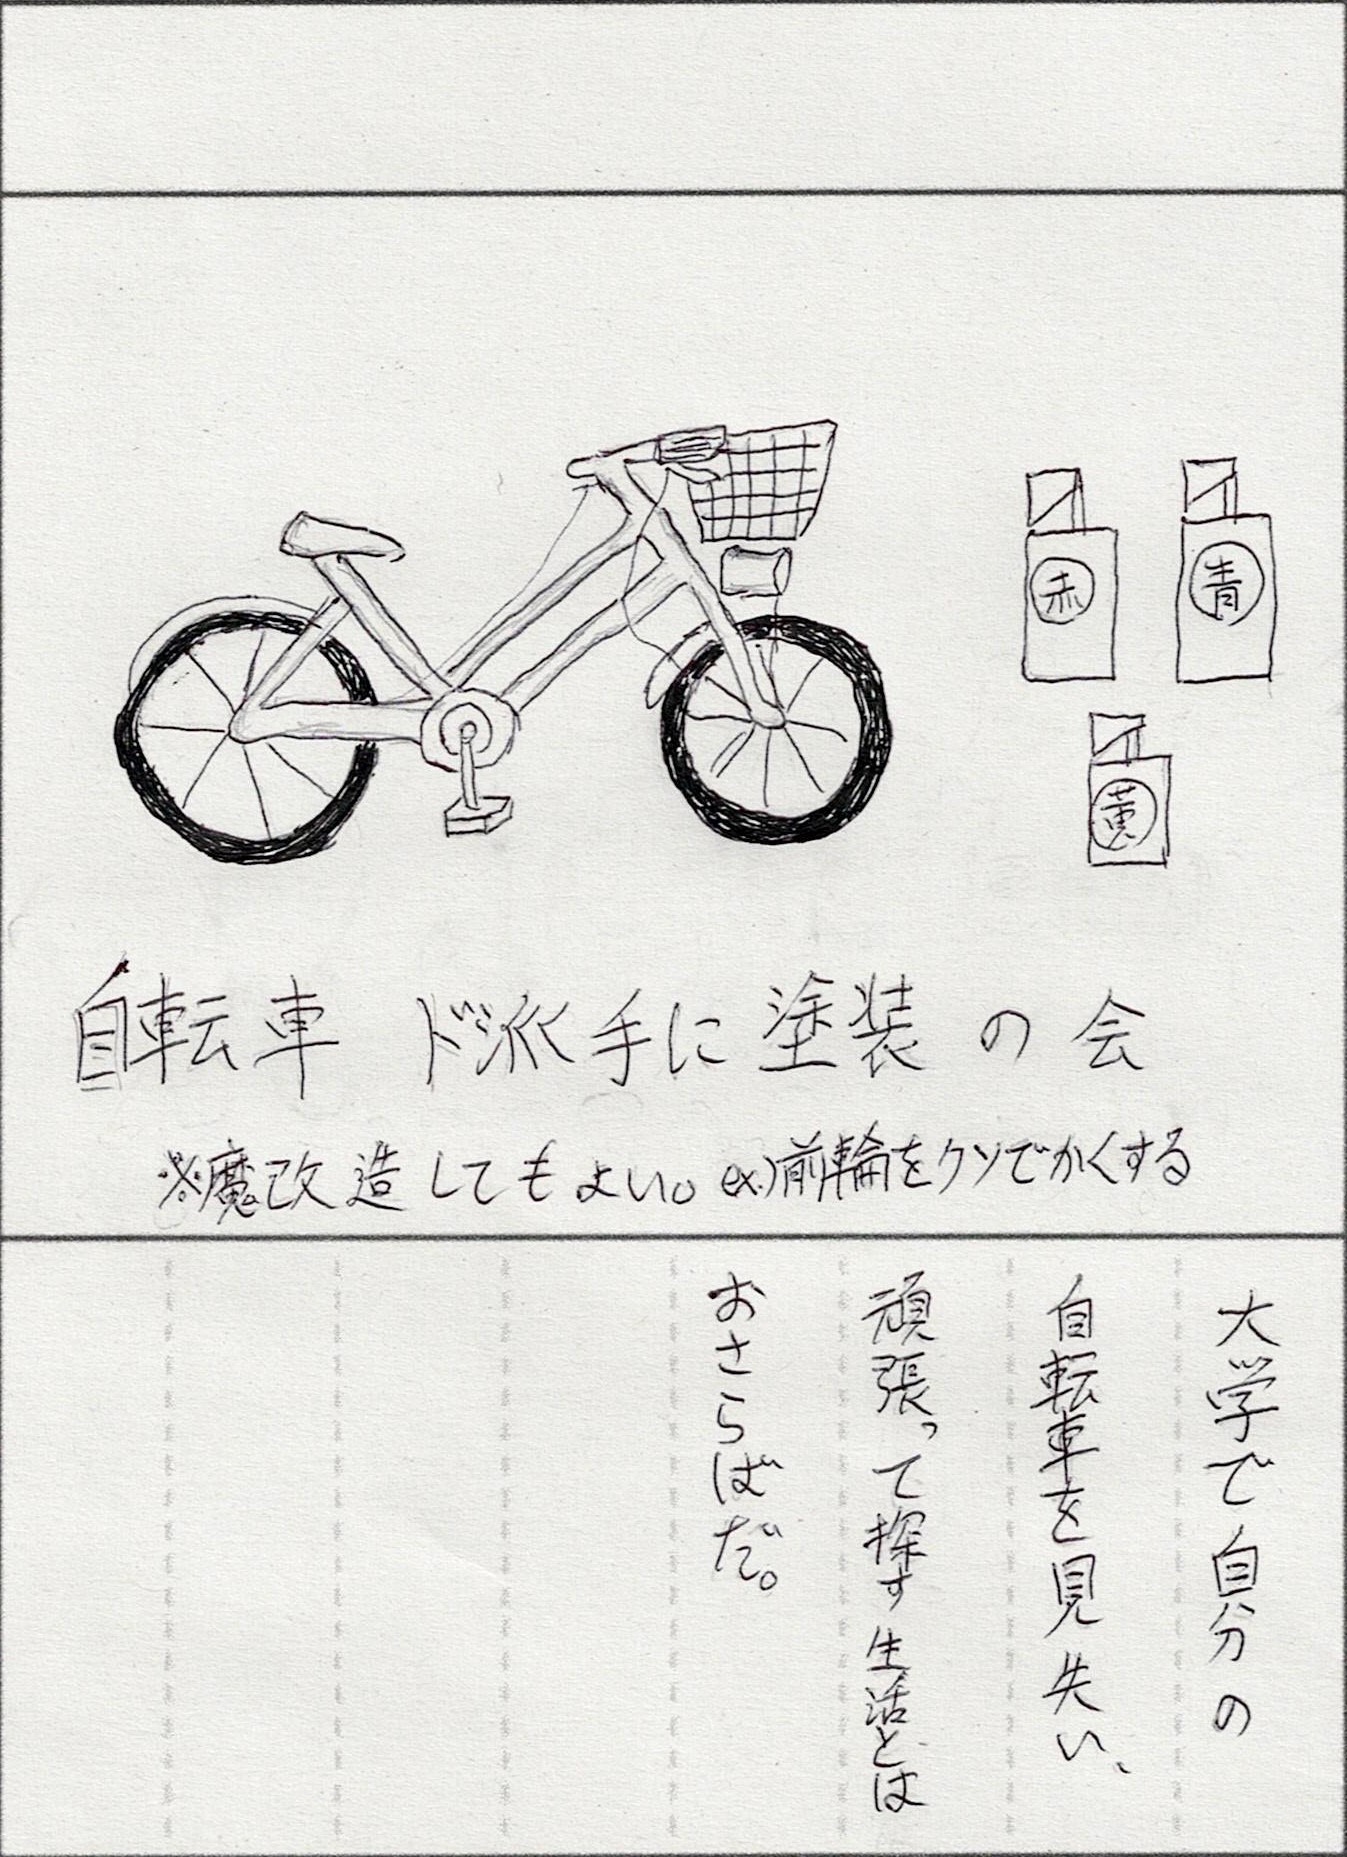 赤
青
黄
自転車 ド派手に塗装の会
※魔改造してもよい。ex.)前輪をクソでかくする
大学で自分の
自転車を見失い、
頑張って探す生活とは
おさらばだ。